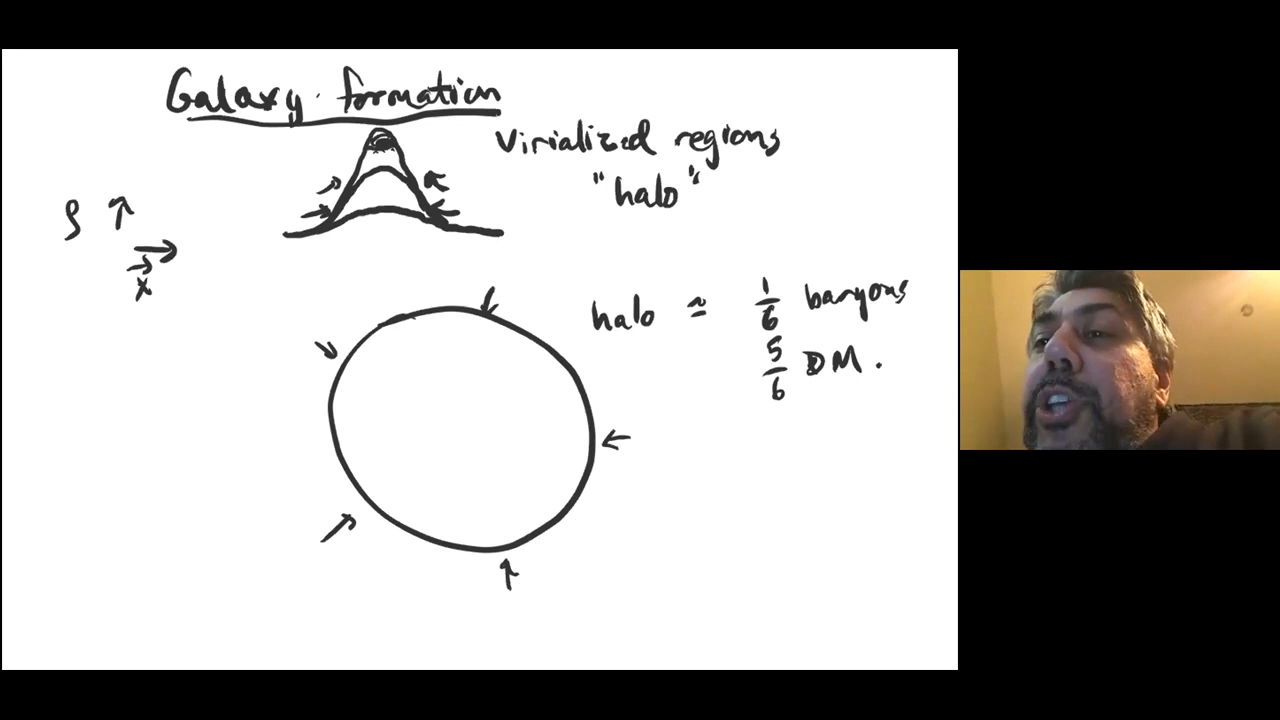 Galaxy formation
Virialized regions
"halo"
ρ ↑
→
x
halo ≃ 1/6 baryons
5/6 DM.